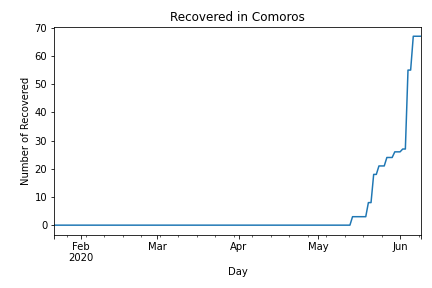 Recovered in Comoros
Number of Recovered
70
60
50
40
30
20
10
0
Feb
2020
Mar
Apr
May
Jun
Day